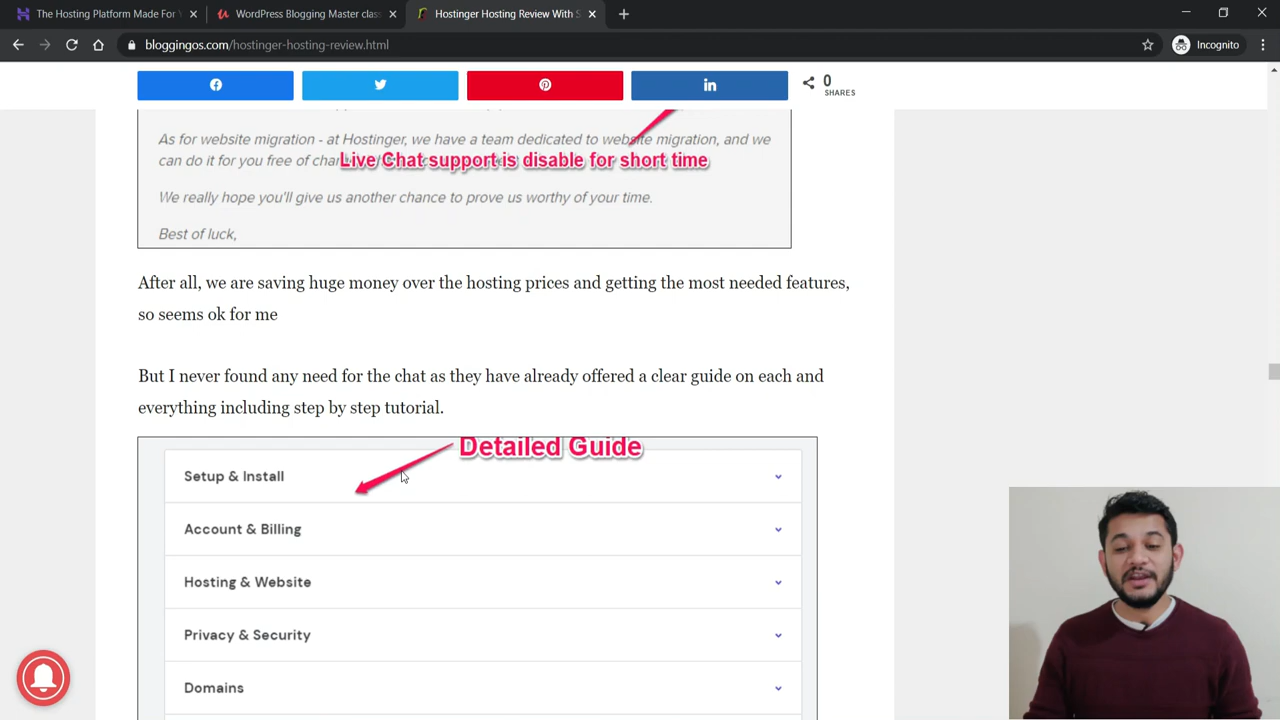 The Hosting Platform Made For
WordPress Blogging Master class
Hostinger Hosting Review With S
bloggingos.com/hostinger-hosting-review.html
Incognito
0
SHARES
As for website migration - at Hostinger, we have a team dedicated to website migration, and we
can do it for you free of
Live Chat support is disable for short time
We really hope you'll give us another chance to prove us worthy of your time.
Best of luck,
After all, we are saving huge money over the hosting prices and getting the most needed features,
so seems ok for me
But I never found any need for the chat as they have already offered a clear guide on each and
everything including step by step tutorial.
Detailed Guide
Setup & Install
Account & Billing
Hosting & Website
Privacy & Security
Domains